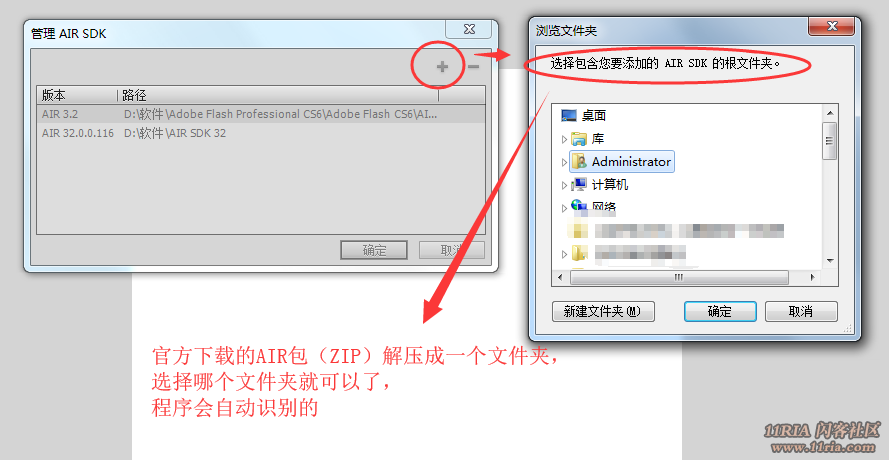 管理 AIR SDK
版本 路径
AIR 3.2 D:\软件\Adobe Flash Professional CS6\Adobe Flash CS6\AI...
AIR 32.0.0.116 D:\软件\AIR SDK 32
确定 取消
浏览文件夹
选择包含您要添加的 AIR SDK 的根文件夹。
桌面
库
Administrator
计算机
网络
新建文件夹(M) 确定 取消
官方下载的AIR包（ZIP）解压成一个文件夹，
选择哪个文件夹就可以了，
程序会自动识别的
11RIA 闪客社区
www.11ria.com